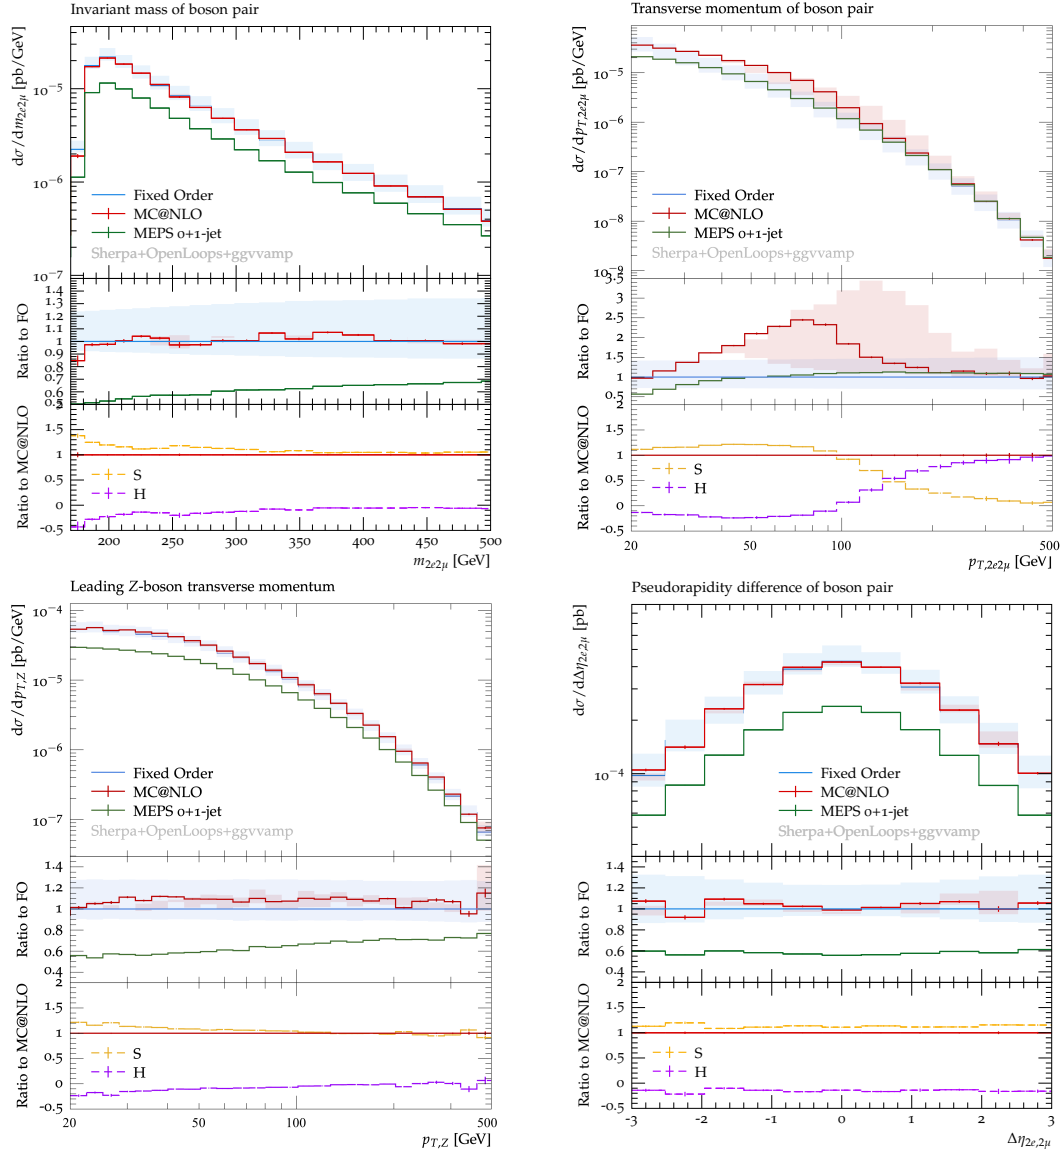 Invariant mass of boson pair
dσ/dm2e2μ [pb/GeV]
10⁻⁵
10⁻⁶
10⁻⁷
Fixed Order
MC@NLO
MEPS 0+1-jet
Sherpa+OpenLoops+ggvvamp
Ratio to FO
1.4
1.3
1.2
1.1
1.0
0.9
0.8
0.7
0.6
0.5
Ratio to MC@NLO
2
1.5
1
0.5
0
-0.5
S
H
200 250 300 350 400 450 500
m2e2μ [GeV]
Transverse momentum of boson pair
dσ/dpT,2e2μ [pb/GeV]
10⁻⁵
10⁻⁶
10⁻⁷
10⁻⁸
10⁻⁹
Fixed Order
MC@NLO
MEPS 0+1-jet
Sherpa+OpenLoops+ggvvamp
Ratio to FO
3.5
3
2.5
2
1.5
1
0.5
Ratio to MC@NLO
2
1.5
1
0.5
0
-0.5
S
H
20 50 100 500
pT,2e2μ [GeV]
Leading Z-boson transverse momentum
dσ/dpT,Z [pb/GeV]
10⁻⁴
10⁻⁵
10⁻⁶
10⁻⁷
Fixed Order
MC@NLO
MEPS 0+1-jet
Sherpa+OpenLoops+ggvvamp
Ratio to FO
1.4
1.2
1
0.8
0.6
0.4
Ratio to MC@NLO
2
1.5
1
0.5
0
-0.5
S
H
20 100 500
pT,Z [GeV]
Pseudorapidity difference of boson pair
dσ/dΔη2e,2μ [pb]
10⁻⁴
Fixed Order
MC@NLO
MEPS 0+1-jet
Sherpa+OpenLoops+ggvvamp
Ratio to FO
1.4
1.2
1
0.8
0.6
0.4
Ratio to MC@NLO
2
1.5
1
0.5
0
-0.5
S
H
-3 -2 -1 0 1 2 3
Δη2e,2μ